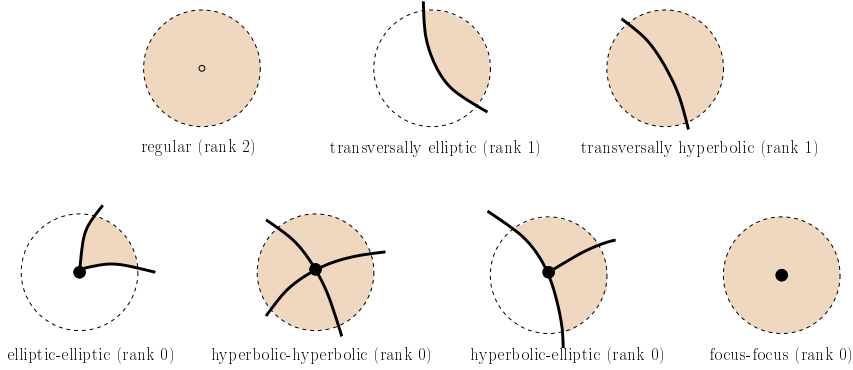 regular (rank 2)
transversally elliptic (rank 1)
transversally hyperbolic (rank 1)
elliptic-elliptic (rank 0)
hyperbolic-hyperbolic (rank 0)
hyperbolic-elliptic (rank 0)
focus-focus (rank 0)